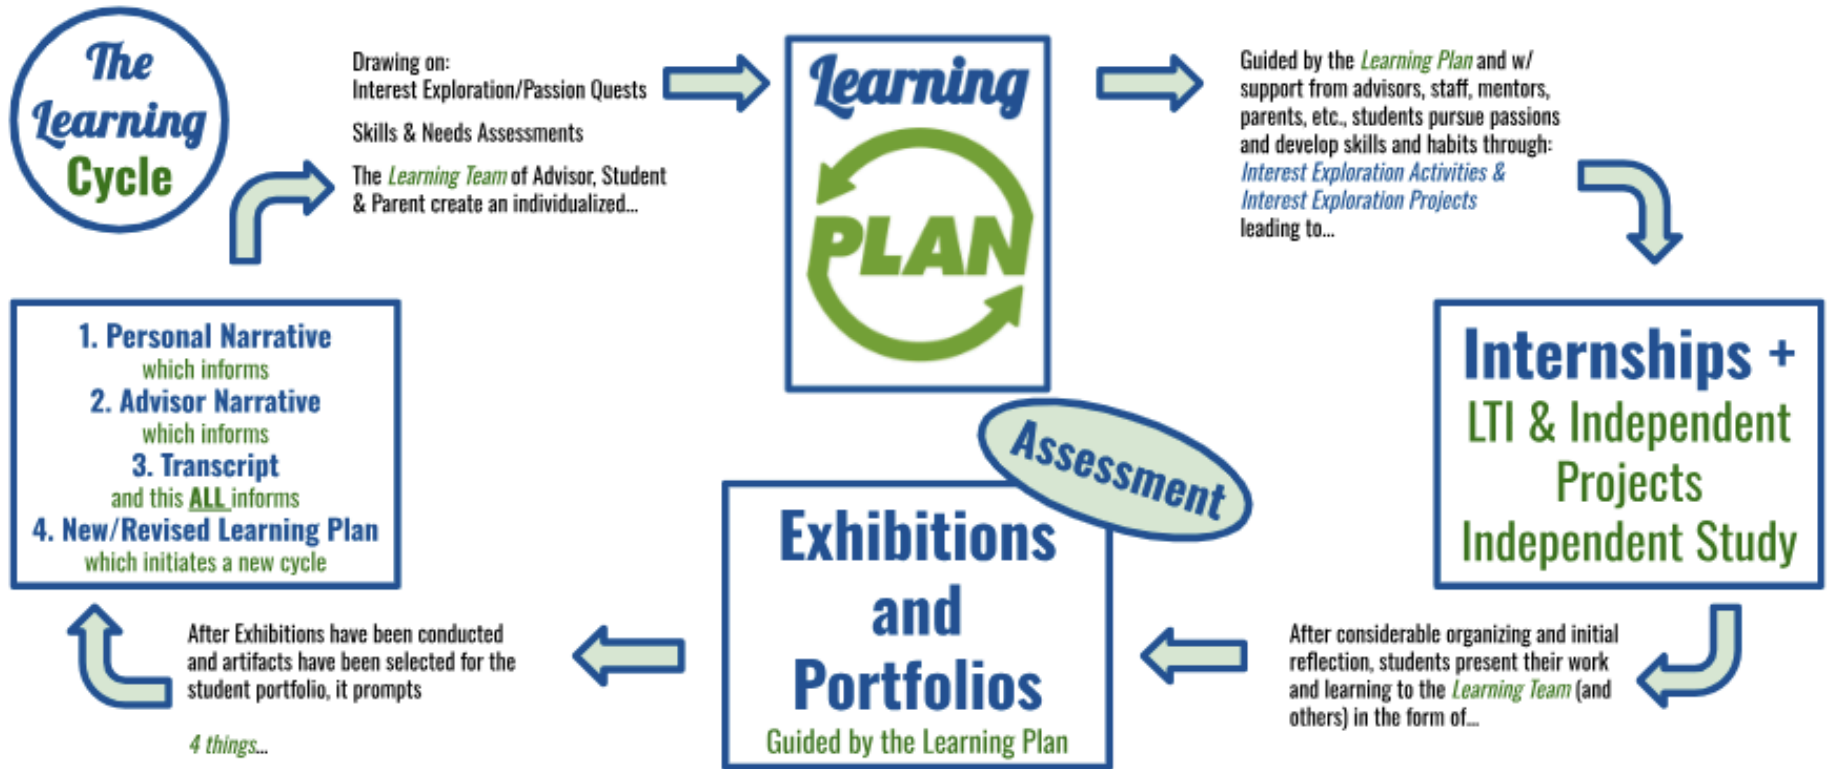 The
Learning
Cycle
Drawing on:
Interest Exploration/Passion Quests
Skills & Needs Assessments
The Learning Team of Advisor, Student
& Parent create an individualized...
Learning
PLAN
Guided by the Learning Plan and w/
support from advisors, staff, mentors,
parents, etc., students pursue passions
and develop skills and habits through:
Interest Exploration Activities &
Interest Exploration Projects
leading to...
Internships +
LTI & Independent
Projects
Independent Study
After considerable organizing and initial
reflection, students present their work
and learning to the Learning Team (and
others) in the form of...
Assessment
Exhibitions
and
Portfolios
Guided by the Learning Plan
After Exhibitions have been conducted
and artifacts have been selected for the
student portfolio, it prompts
4 things...
1. Personal Narrative
which informs
2. Advisor Narrative
which informs
3. Transcript
and this ALL informs
4. New/Revised Learning Plan
which initiates a new cycle